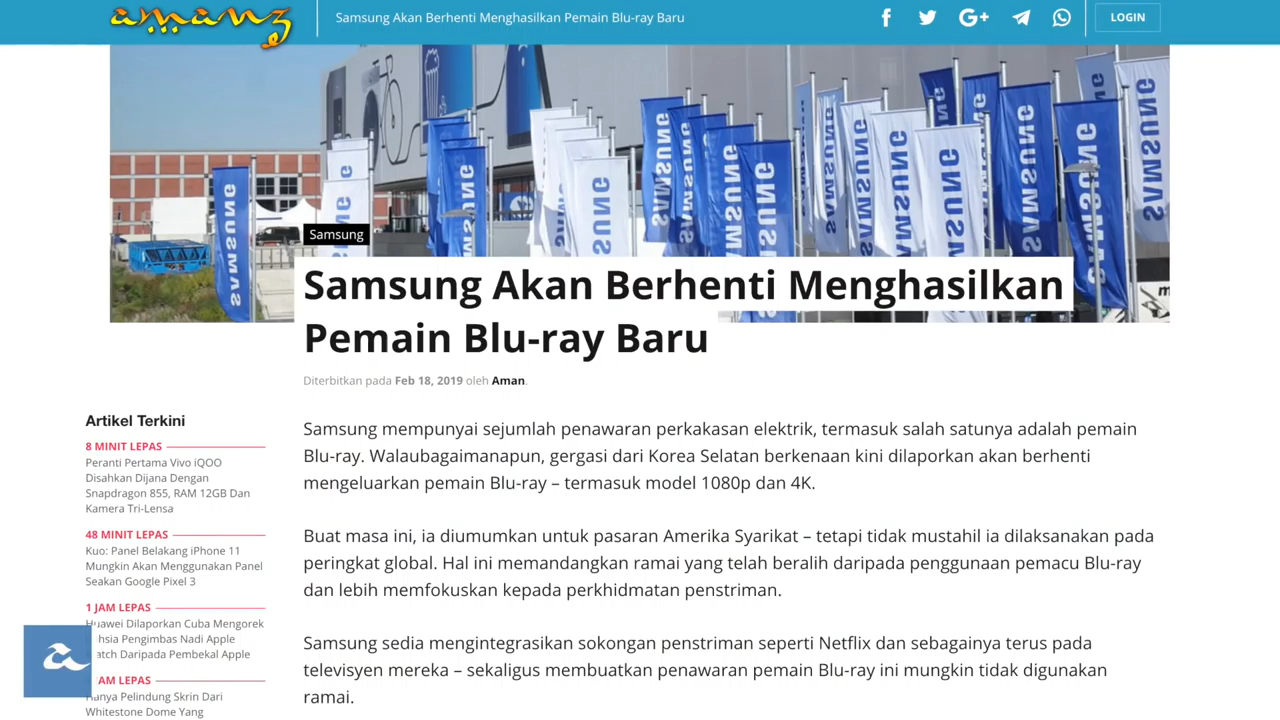 amanz
Samsung Akan Berhenti Menghasilkan Pemain Blu-ray Baru
LOGIN
SAMSUNG
Samsung
Samsung Akan Berhenti Menghasilkan
Pemain Blu-ray Baru
Diterbitkan pada Feb 18, 2019 oleh Aman.
Artikel Terkini
8 MINIT LEPAS
Peranti Pertama Vivo iQOO
Disahkan Dijana Dengan
Snapdragon 855, RAM 12GB Dan
Kamera Tri-Lensa
48 MINIT LEPAS
Kuo: Panel Belakang iPhone 11
Mungkin Akan Menggunakan Panel
Seakan Google Pixel 3
1 JAM LEPAS
Huawei Dilaporkan Cuba Mengorek
hsia Pengimbas Nadi Apple
atch Daripada Pembekal Apple
AM LEPAS
Hanya Pelindung Skrin Dari
Whitestone Dome Yang
Samsung mempunyai sejumlah penawaran perkakasan elektrik, termasuk salah satunya adalah pemain
Blu-ray. Walaubagaimanapun, gergasi dari Korea Selatan berkenaan kini dilaporkan akan berhenti
mengeluarkan pemain Blu-ray – termasuk model 1080p dan 4K.
Buat masa ini, ia diumumkan untuk pasaran Amerika Syarikat – tetapi tidak mustahil ia dilaksanakan pada
peringkat global. Hal ini memandangkan ramai yang telah beralih daripada penggunaan pemacu Blu-ray
dan lebih memfokuskan kepada perkhidmatan penstriman.
Samsung sedia mengintegrasikan sokongan penstriman seperti Netflix dan sebagainya terus pada
televisyen mereka – sekaligus membuatkan penawaran pemain Blu-ray ini mungkin tidak digunakan
ramai.